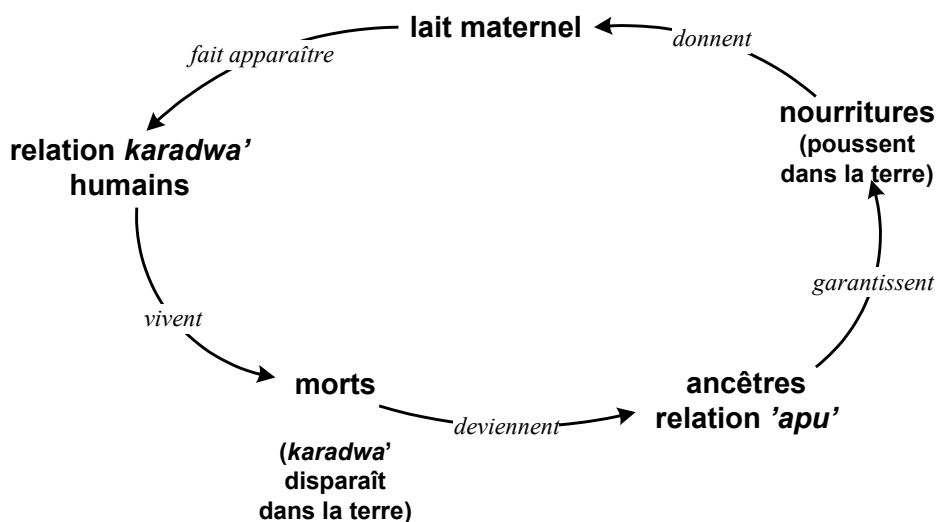 lait maternel
donnent
fait apparaître
nourritures
(poussent
dans la terre)
relation karadwa’
humains
garantissent
vivent
morts
ancêtres
relation ’apu’
deviennent
(karadwa’
disparaît
dans la terre)